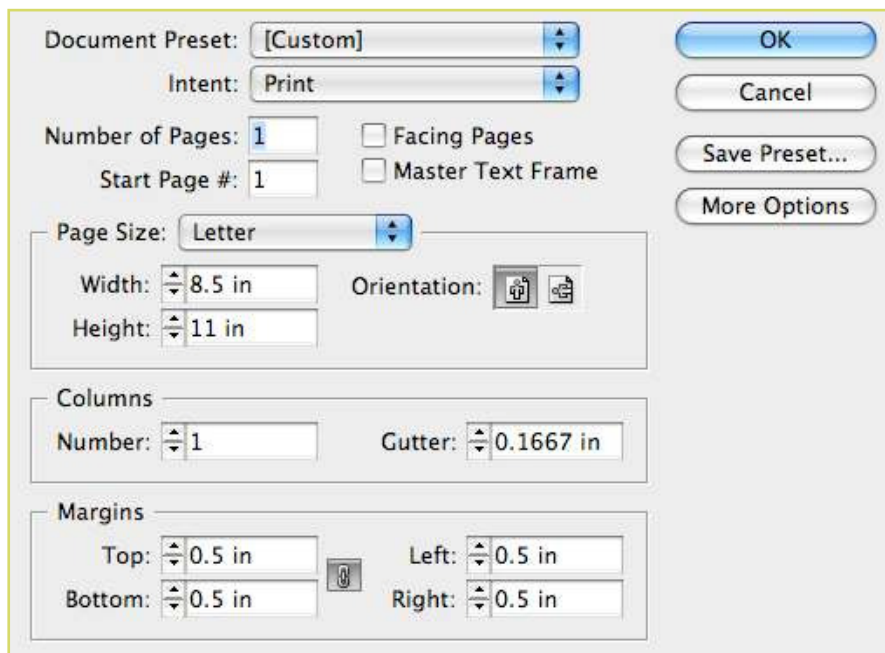 Document Preset: [Custom]
OK
Intent: Print
Cancel
Number of Pages: 1
Facing Pages
Save Preset...
Start Page #: 1
Master Text Frame
More Options
Page Size: Letter
Width: 8.5 in
Orientation:
Height: 11 in
Columns
Number: 1
Gutter: 0.1667 in
Margins
Top: 0.5 in
Left: 0.5 in
Bottom: 0.5 in
Right: 0.5 in